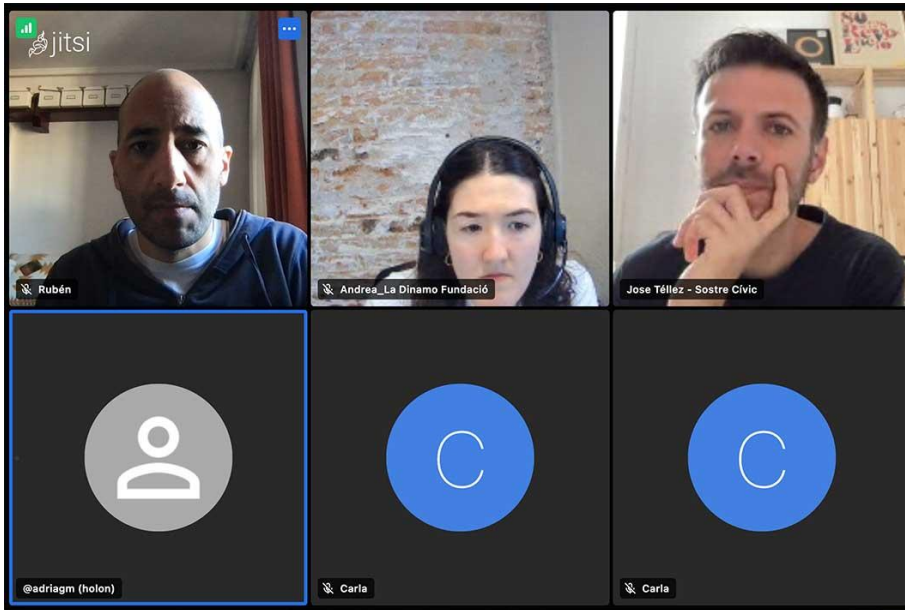 jitsi
Rubén
Andrea_La Dinamo Fundació
Jose Téllez - Sostre Cívic
@adriagm (holon)
C
Carla
C
Carla